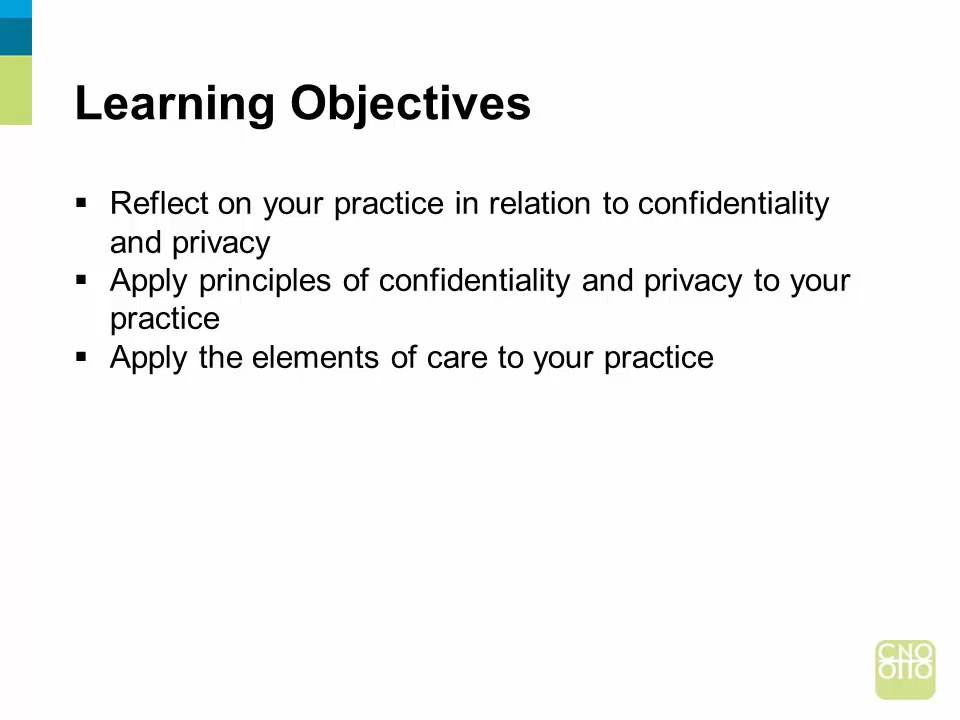 Learning Objectives
▪ Reflect on your practice in relation to confidentiality
and privacy
▪ Apply principles of confidentiality and privacy to your
practice
▪ Apply the elements of care to your practice
CNO
OIIO